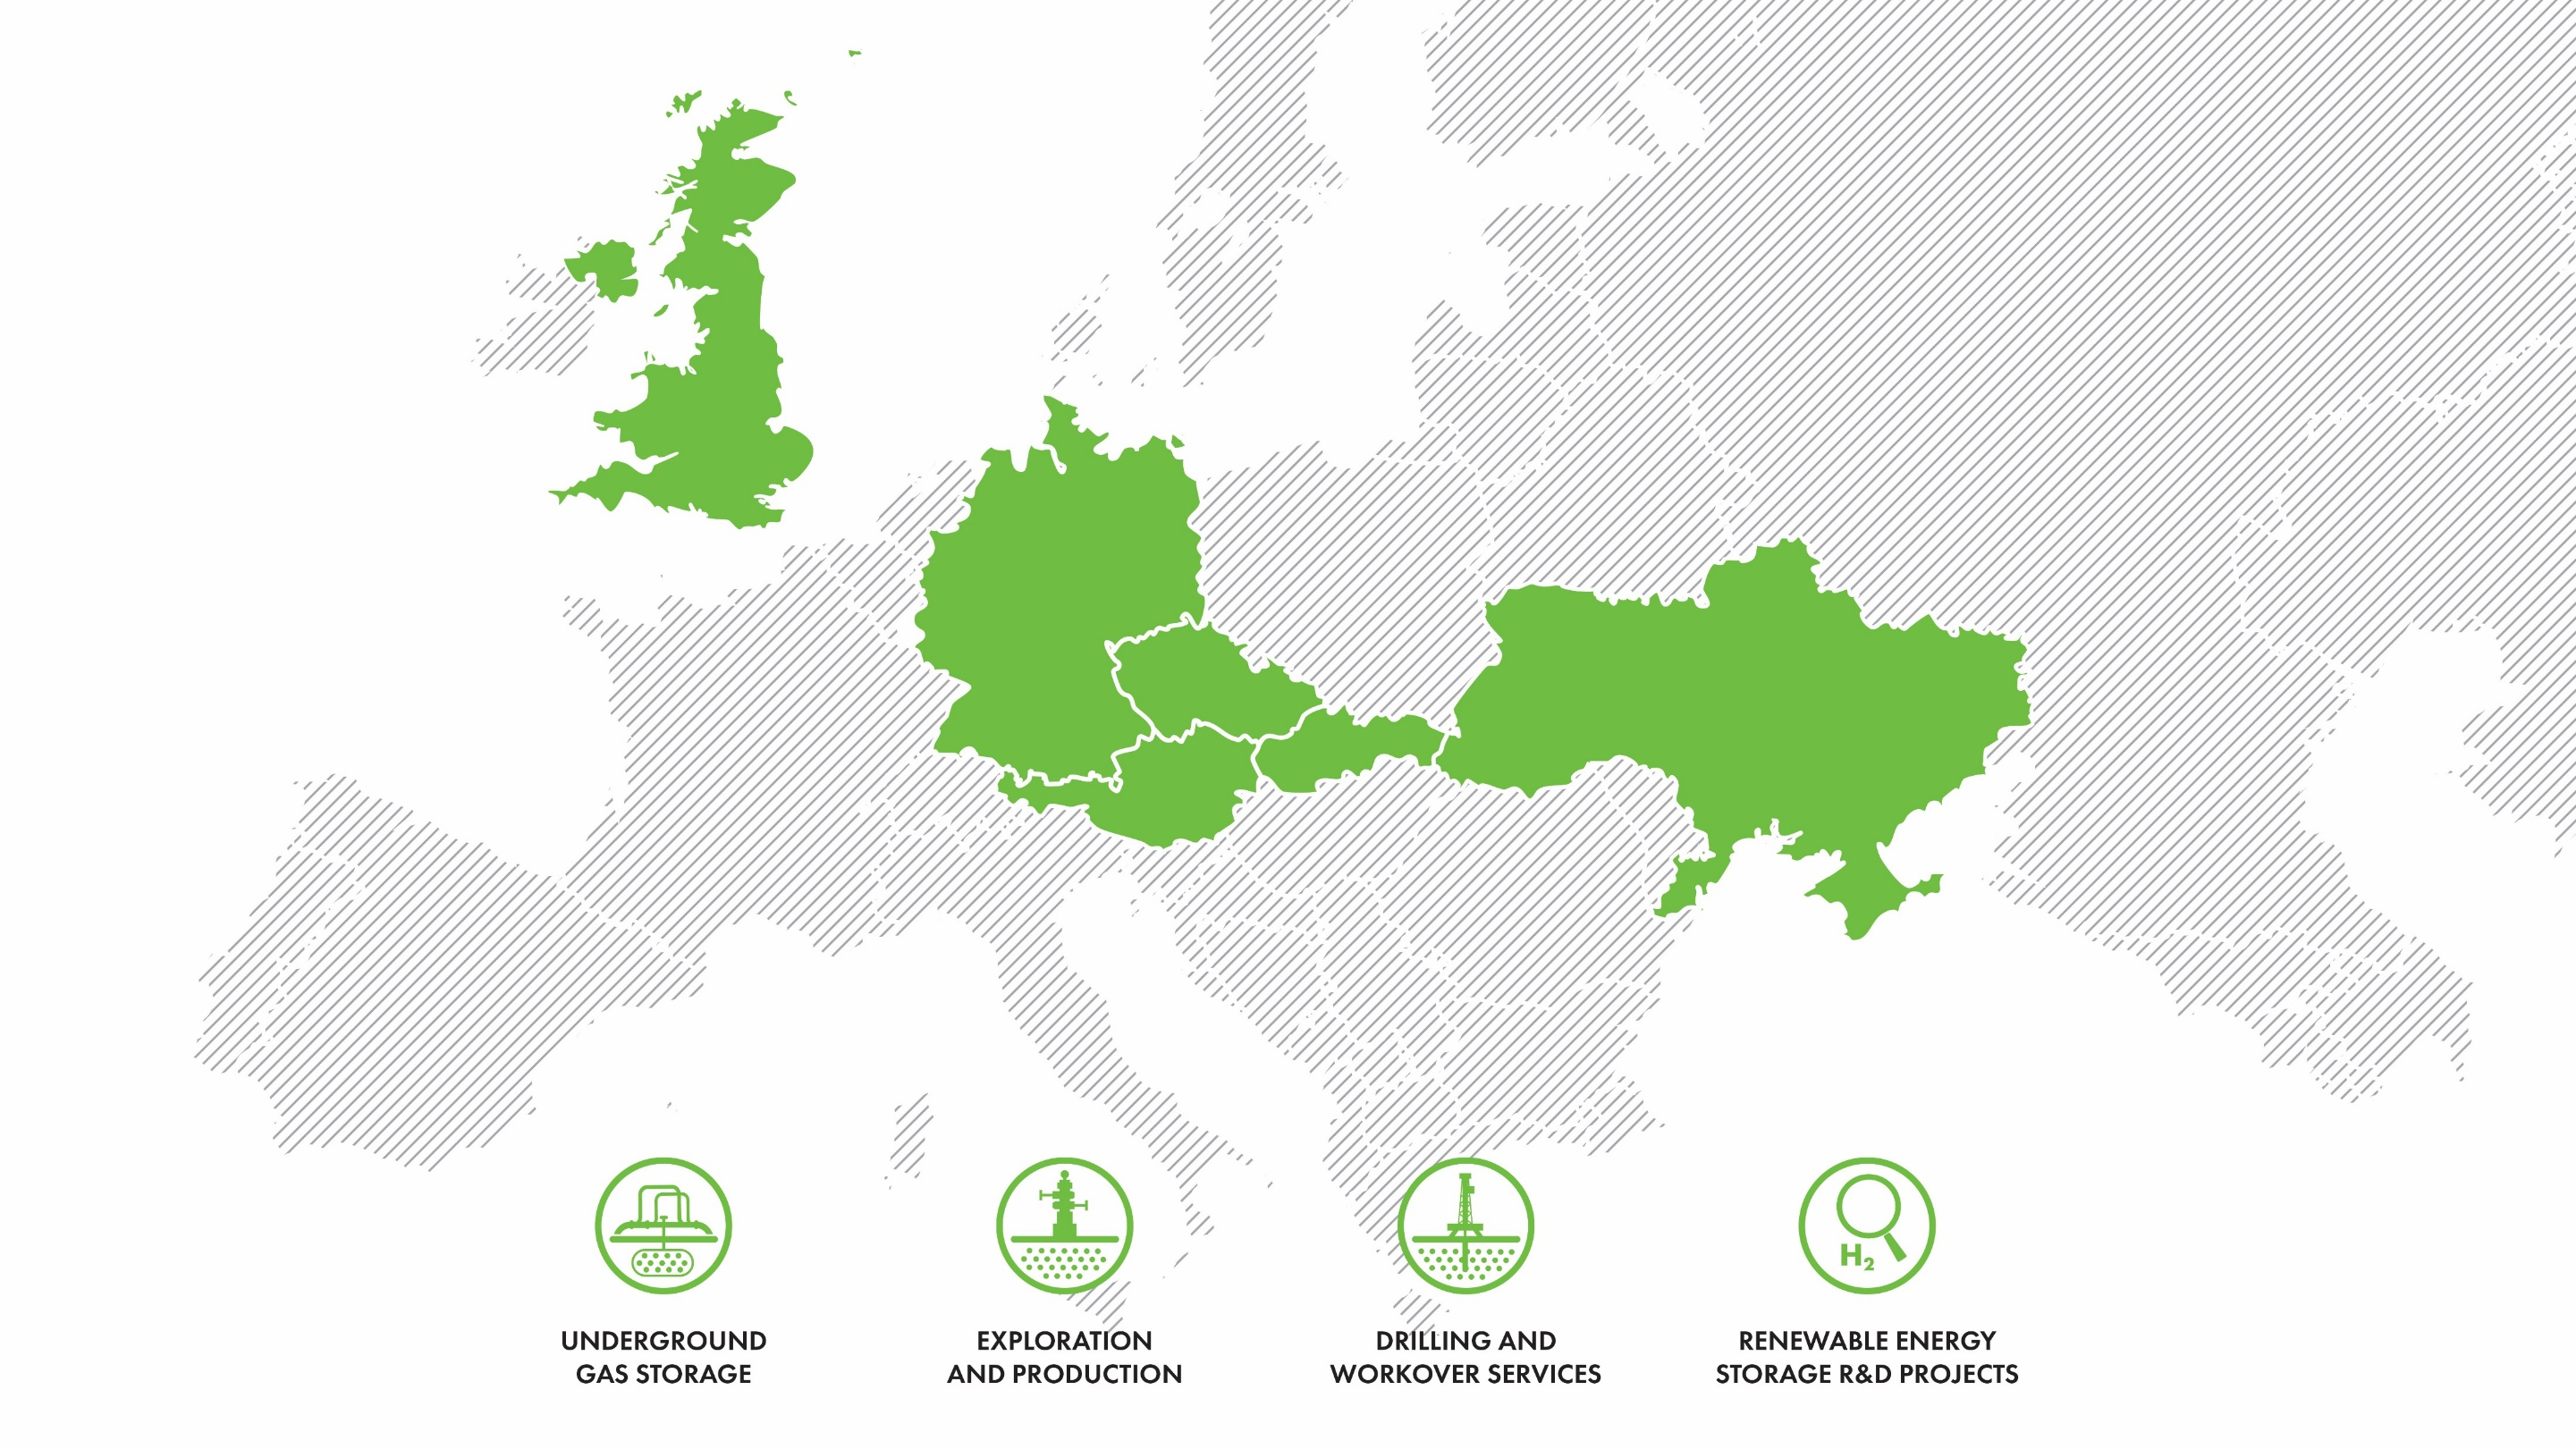 H₂
UNDERGROUND
GAS STORAGE
EXPLORATION
AND PRODUCTION
DRILLING AND
WORKOVER SERVICES
RENEWABLE ENERGY
STORAGE R&D PROJECTS